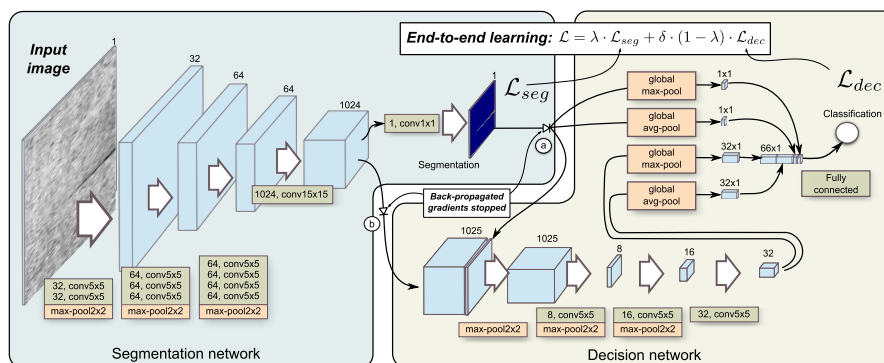 Input
image
1
32
64
64
1024
1024, conv15x15
1, conv1x1
1
Segmentation
32, conv5x5
32, conv5x5
max-pool2x2
64, conv5x5
64, conv5x5
64, conv5x5
max-pool2x2
64, conv5x5
64, conv5x5
64, conv5x5
64, conv5x5
max-pool2x2
Segmentation network
End-to-end learning: ℒ = λ · ℒ_seg + δ · (1 − λ) · ℒ_dec
ℒ_seg
ℒ_dec
a
b
Back-propagated
gradients stopped
global
max-pool
1x1
global
avg-pool
1x1
global
max-pool
32x1
global
avg-pool
32x1
66x1
Classification
Fully
connected
1025
1025
8
16
32
max-pool2x2
8, conv5x5
max-pool2x2
16, conv5x5
max-pool2x2
32, conv5x5
Decision network